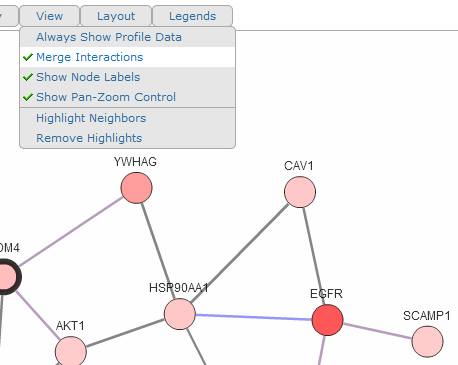 View Layout Legends
Always Show Profile Data
Merge Interactions
Show Node Labels
Show Pan-Zoom Control
Highlight Neighbors
Remove Highlights
YWHAG
CAV1
DM4
HSP90AA1
EGFR
SCAMP1
AKT1